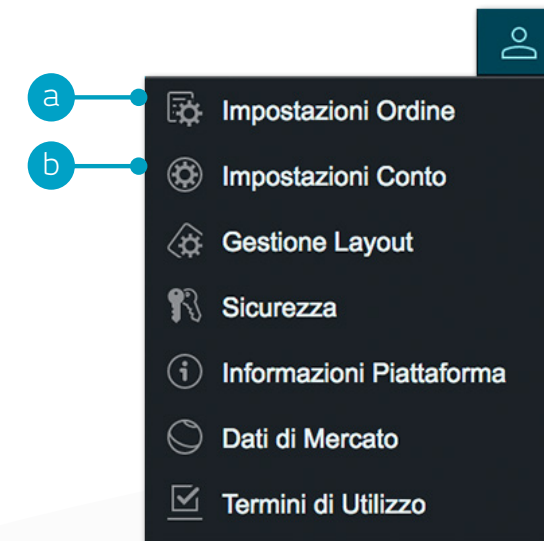 a
Impostazioni Ordine
b
Impostazioni Conto
Gestione Layout
Sicurezza
Informazioni Piattaforma
Dati di Mercato
Termini di Utilizzo